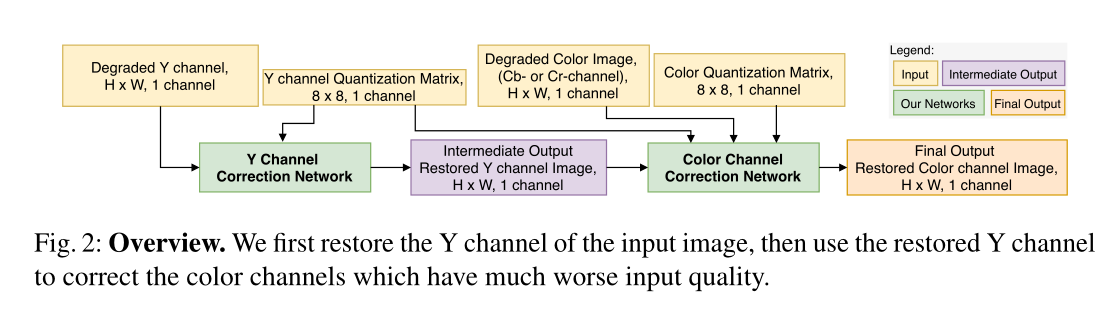 Degraded Y channel,
H x W, 1 channel
Y channel Quantization Matrix,
8 x 8, 1 channel
Degraded Color Image,
(Cb- or Cr-channel),
H x W, 1 channel
Color Quantization Matrix,
8 x 8, 1 channel
Legend:
Input
Intermediate Output
Our Networks
Final Output
Y Channel
Correction Network
Intermediate Output
Restored Y channel Image,
H x W, 1 channel
Color Channel
Correction Network
Final Output
Restored Color channel Image,
H x W, 1 channel
Fig. 2: Overview. We first restore the Y channel of the input image, then use the restored Y channel
to correct the color channels which have much worse input quality.